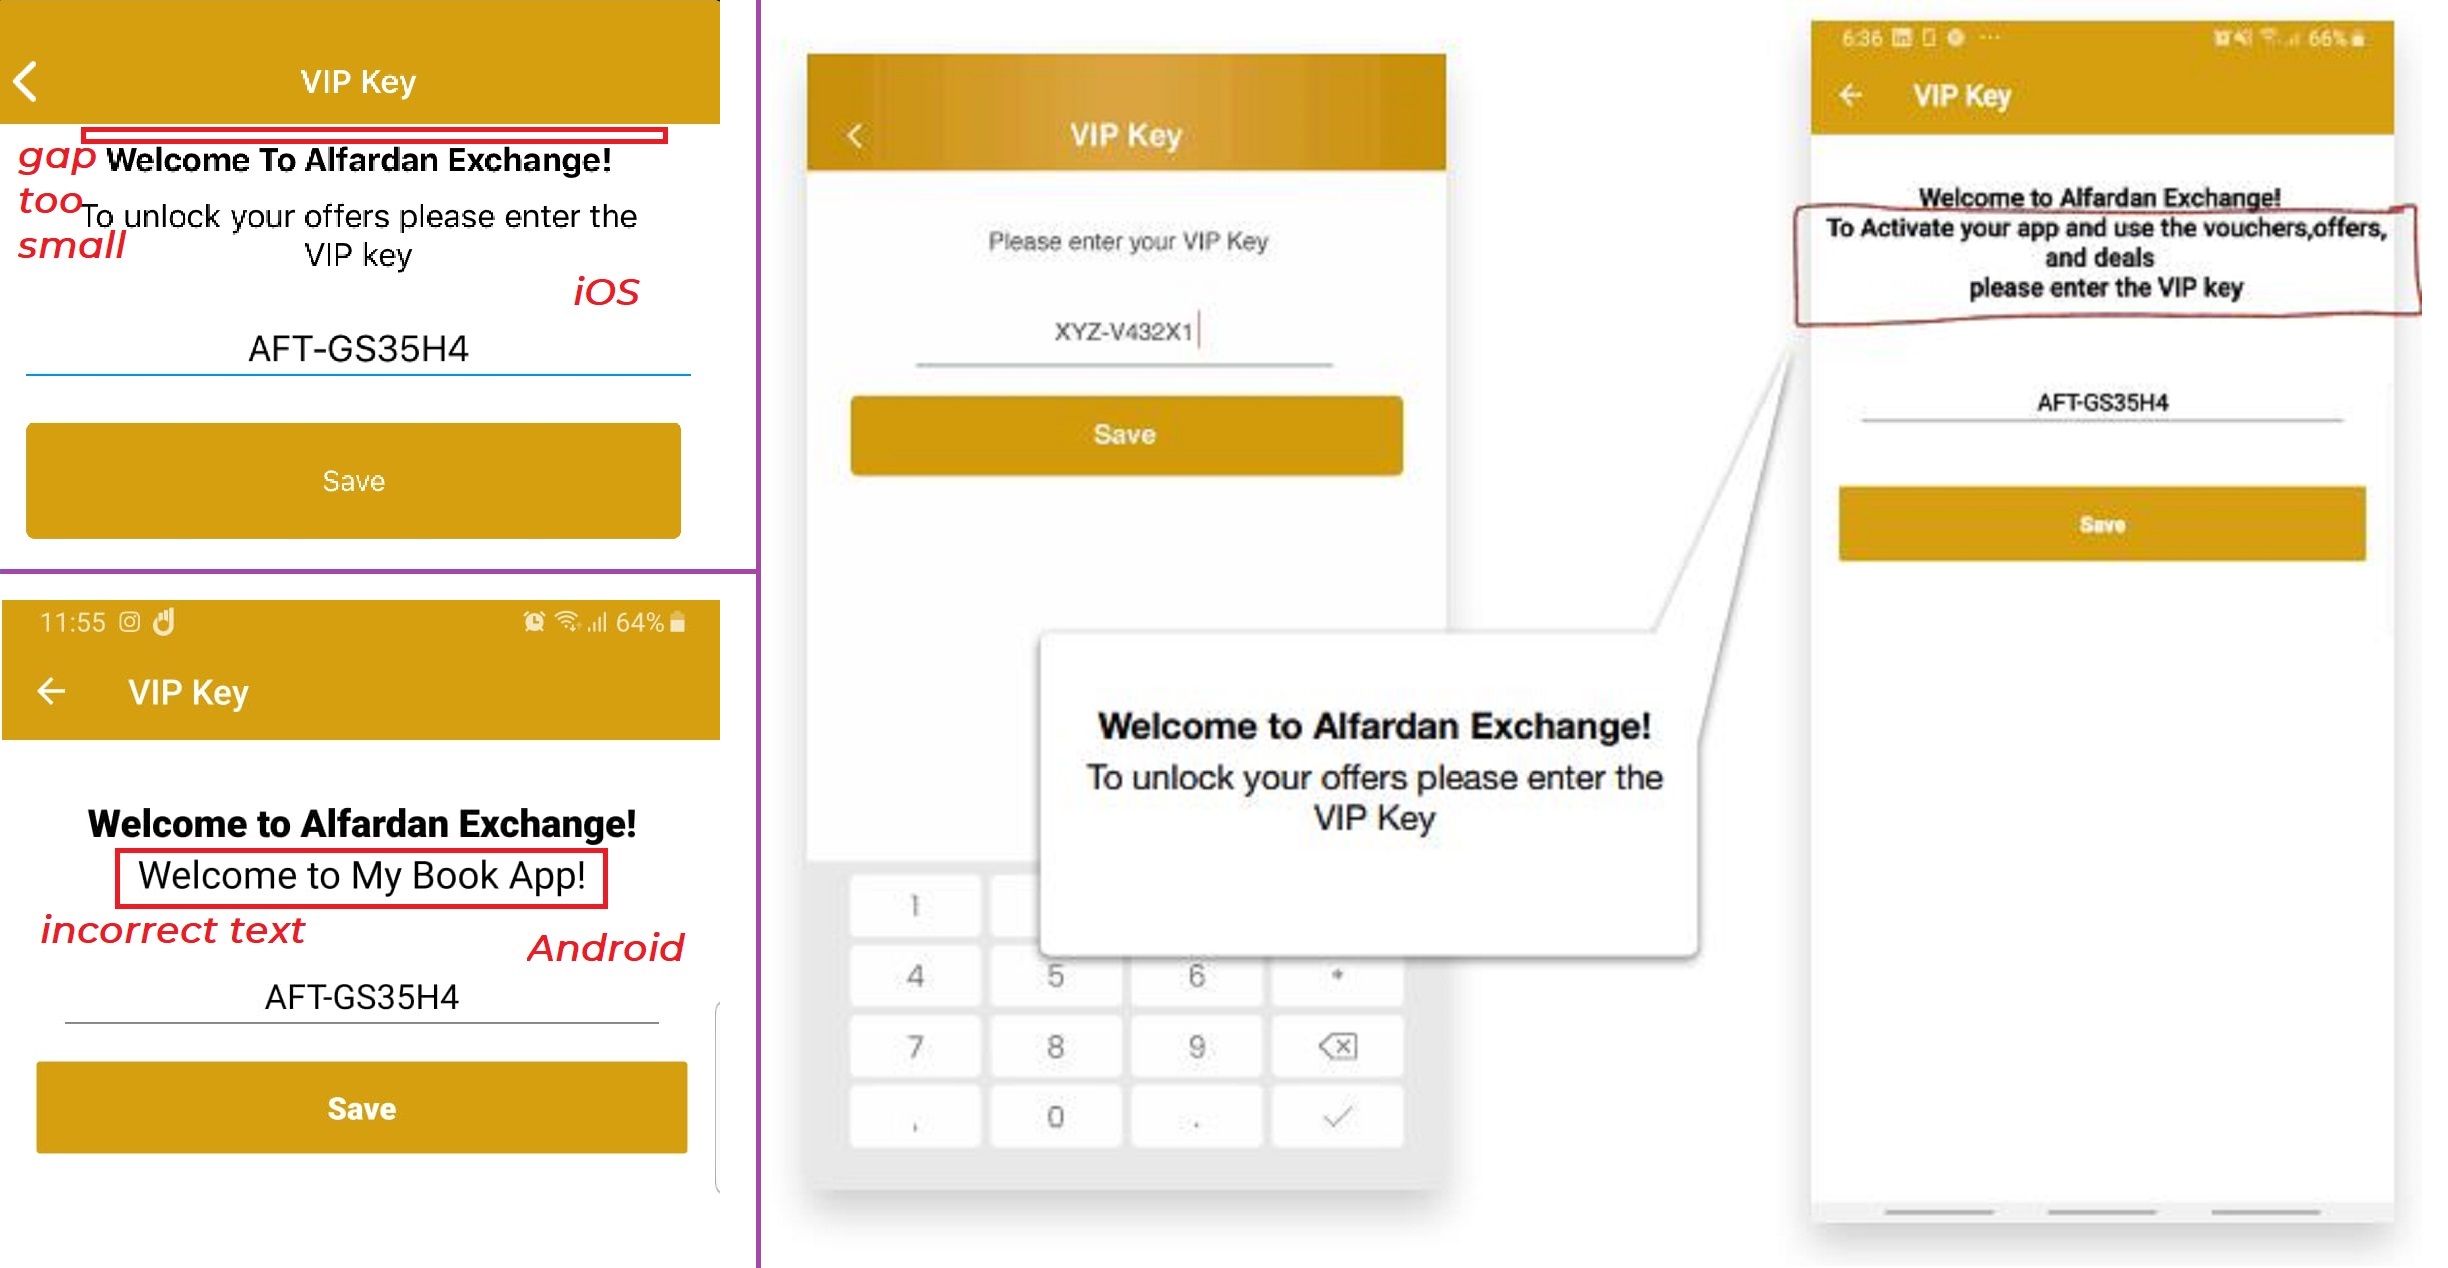 VIP Key
gap
too
small
Welcome To Alfardan Exchange!
To unlock your offers please enter the
VIP key
iOS
AFT-GS35H4
Save
11:55
64%
VIP Key
Welcome to Alfardan Exchange!
Welcome to My Book App!
incorrect text
Android
AFT-GS35H4
Save
VIP Key
Please enter your VIP Key
XYZ-V432X1
Save
Welcome to Alfardan Exchange!
To unlock your offers please enter the
VIP Key
1
4 5 6 *
7 8 9
, 0 .
6:36
66%
VIP Key
Welcome to Alfardan Exchange!
To Activate your app and use the vouchers,offers,
and deals
please enter the VIP key
AFT-GS35H4
Save